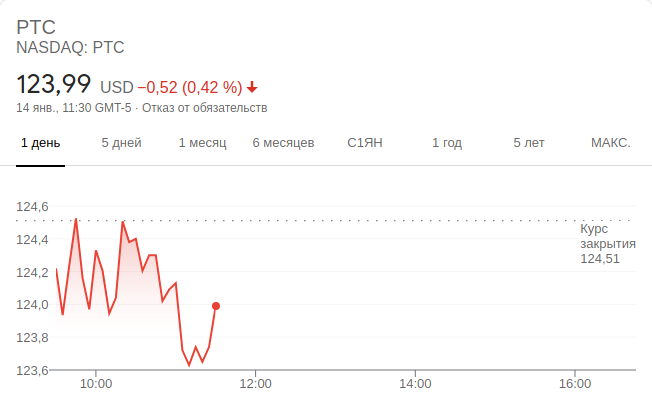 PTC
NASDAQ: PTC
123,99 USD −0,52 (0,42 %)
14 янв., 11:30 GMT-5 · Отказ от обязательств
1 день 5 дней 1 месяц 6 месяцев С1ЯН 1 год 5 лет МАКС.
124,6
124,4
124,2
124,0
123,8
123,6
Курс
закрытия
124,51
10:00 12:00 14:00 16:00